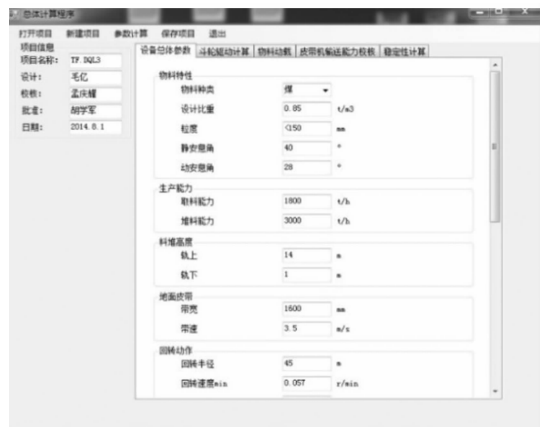 总体计算程序
打开项目 新建项目 参数计算 保存项目 退出
项目信息
项目名称: TF.DQL3
设计: 毛亿
校核: 孟庆耀
批准: 胡学军
日期: 2014.8.1
设备总体参数 斗轮驱动计算 物料动载 皮带机输送能力校核 稳定性计算
物料特性
物料种类 煤
设计比重 0.85 t/m3
粒度 <150 mm
静安息角 40 °
动安息角 28 °
生产能力
取料能力 1800 t/h
堆料能力 3000 t/h
料堆高度
轨上 14 m
轨下 1 m
地面皮带
带宽 1600 mm
带速 3.5 m/s
回转动作
回转半径 45 m
回转速度min 0.057 r/min